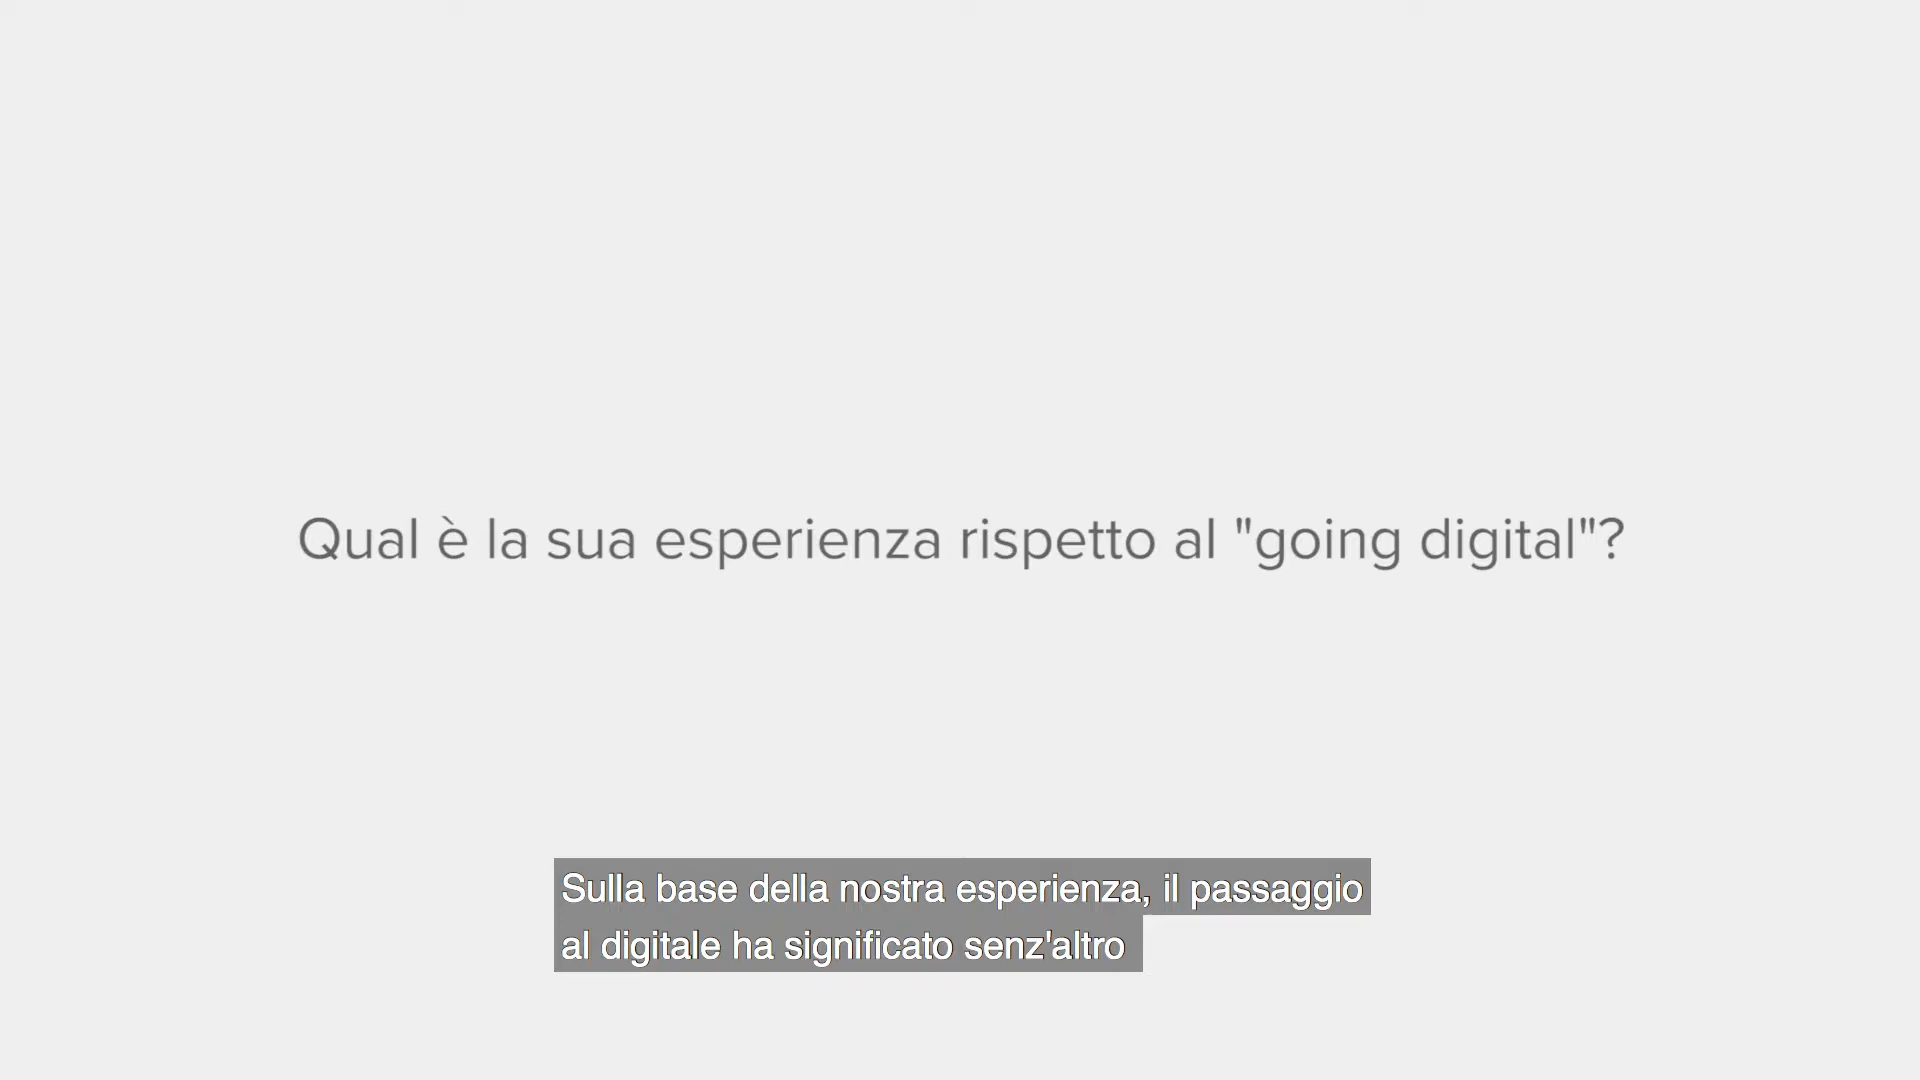 Qual è la sua esperienza rispetto al "going digital"?
Sulla base della nostra esperienza, il passaggio
al digitale ha significato senz'altro